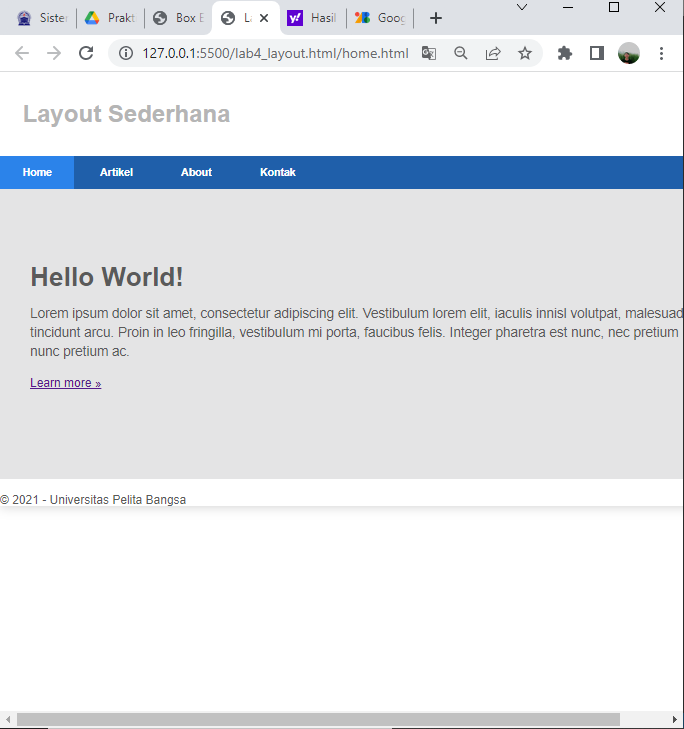 Sister
Prakt
Box E
La
Hasil
Goog
127.0.0.1:5500/lab4_layout.html/home.html
Layout Sederhana
Home Artikel About Kontak
Hello World!
Lorem ipsum dolor sit amet, consectetur adipiscing elit. Vestibulum lorem elit, iaculis innisl volutpat, malesuad
tincidunt arcu. Proin in leo fringilla, vestibulum mi porta, faucibus felis. Integer pharetra est nunc, nec pretium
nunc pretium ac.
Learn more »
© 2021 - Universitas Pelita Bangsa